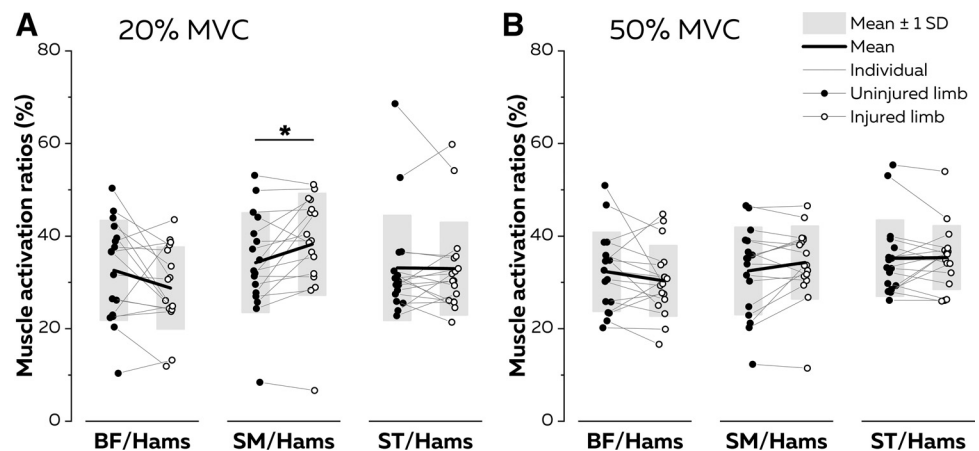 A
20% MVC
Muscle activation ratios (%)
80
60
40
20
0
*
BF/Hams
SM/Hams
ST/Hams
B
50% MVC
Muscle activation ratios (%)
80
60
40
20
0
BF/Hams
SM/Hams
ST/Hams
Mean ± 1 SD
Mean
Individual
Uninjured limb
Injured limb